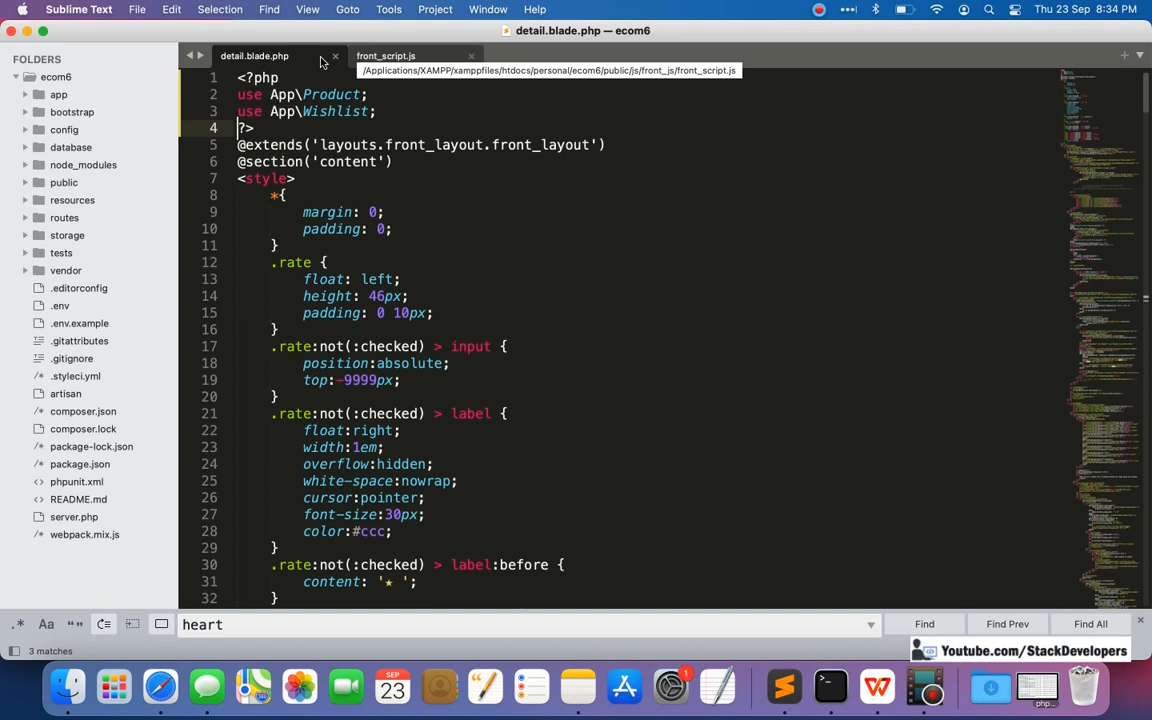 Sublime Text File Edit Selection Find View Goto Tools Project Window Help Thu 23 Sep 8:34 PM
detail.blade.php — ecom6
FOLDERS
ecom6
app
bootstrap
config
database
node_modules
public
resources
routes
storage
tests
vendor
.editorconfig
.env
.env.example
.gitattributes
.gitignore
.styleci.yml
artisan
composer.json
composer.lock
package-lock.json
package.json
phpunit.xml
README.md
server.php
webpack.mix.js
detail.blade.php front_script.js
/Applications/XAMPP/xamppfiles/htdocs/personal/ecom6/public/js/front_js/front_script.js
1 <?php
2 use App\Product;
3 use App\Wishlist;
4 ?>
5 @extends('layouts.front_layout.front_layout')
6 @section('content')
7 <style>
8 *{
9 margin: 0;
10 padding: 0;
11 }
12 .rate {
13 float: left;
14 height: 46px;
15 padding: 0 10px;
16 }
17 .rate:not(:checked) > input {
18 position:absolute;
19 top:-9999px;
20 }
21 .rate:not(:checked) > label {
22 float:right;
23 width:1em;
24 overflow:hidden;
25 white-space:nowrap;
26 cursor:pointer;
27 font-size:30px;
28 color:#ccc;
29 }
30 .rate:not(:checked) > label:before {
31 content: '★ ';
32 }
.* Aa “” heart Find Find Prev Find All
3 matches
Youtube.com/StackDevelopers
SEP
23
1
php...